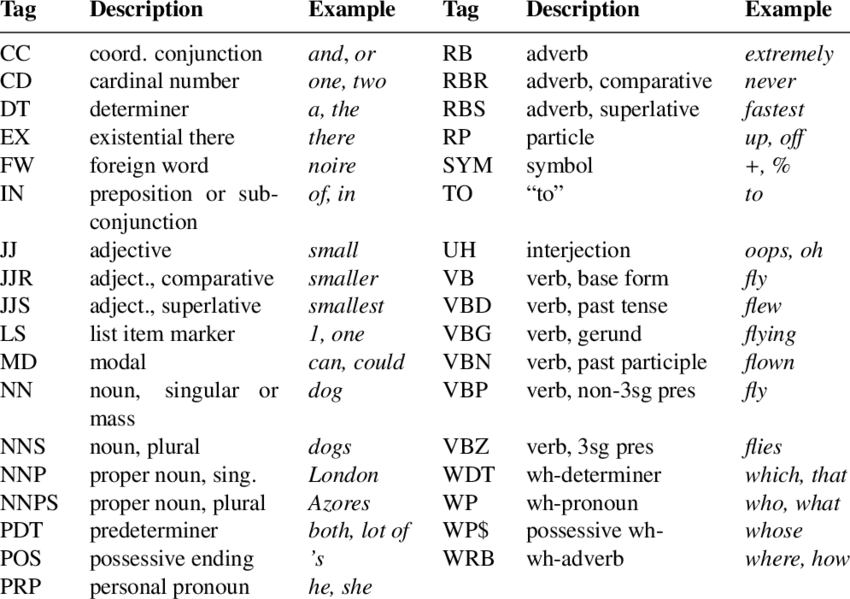 Tag Description Example Tag Description Example
CC coord. conjunction and, or RB adverb extremely
CD cardinal number one, two RBR adverb, comparative never
DT determiner a, the RBS adverb, superlative fastest
EX existential there there RP particle up, off
FW foreign word noire SYM symbol +, %
IN preposition or sub- of, in TO “to” to
conjunction
JJ adjective small UH interjection oops, oh
JJR adject., comparative smaller VB verb, base form fly
JJS adject., superlative smallest VBD verb, past tense flew
LS list item marker 1, one VBG verb, gerund flying
MD modal can, could VBN verb, past participle flown
NN noun, singular or dog VBP verb, non-3sg pres fly
mass
NNS noun, plural dogs VBZ verb, 3sg pres flies
NNP proper noun, sing. London WDT wh-determiner which, that
NNPS proper noun, plural Azores WP wh-pronoun who, what
PDT predeterminer both, lot of WP$ possessive wh- whose
POS possessive ending ’s WRB wh-adverb where, how
PRP personal pronoun he, she